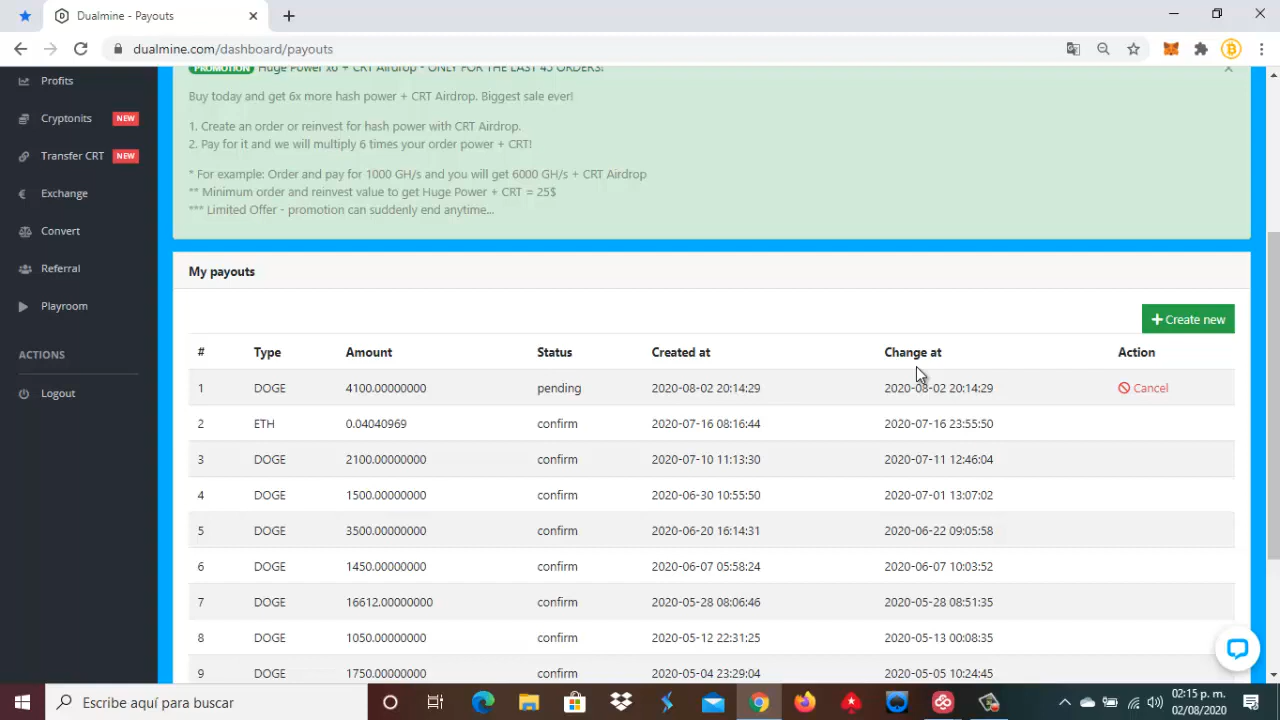 Dualmine - Payouts
dualmine.com/dashboard/payouts
Profits
Cryptonits NEW
Transfer CRT NEW
Exchange
Convert
Referral
Playroom
ACTIONS
Logout
PROMOTION Huge Power x6 + CRT Airdrop - ONLY FOR THE LAST 45 ORDERS!
Buy today and get 6x more hash power + CRT Airdrop. Biggest sale ever!
1. Create an order or reinvest for hash power with CRT Airdrop.
2. Pay for it and we will multiply 6 times your order power + CRT!
* For example: Order and pay for 1000 GH/s and you will get 6000 GH/s + CRT Airdrop
** Minimum order and reinvest value to get Huge Power + CRT = 25$
*** Limited Offer - promotion can suddenly end anytime...
My payouts
Create new
# Type Amount Status Created at Change at Action
1 DOGE 4100.00000000 pending 2020-08-02 20:14:29 2020-08-02 20:14:29 Cancel
2 ETH 0.04040969 confirm 2020-07-16 08:16:44 2020-07-16 23:55:50
3 DOGE 2100.00000000 confirm 2020-07-10 11:13:30 2020-07-11 12:46:04
4 DOGE 1500.00000000 confirm 2020-06-30 10:55:50 2020-07-01 13:07:02
5 DOGE 3500.00000000 confirm 2020-06-20 16:14:31 2020-06-22 09:05:58
6 DOGE 1450.00000000 confirm 2020-06-07 05:58:24 2020-06-07 10:03:52
7 DOGE 16612.00000000 confirm 2020-05-28 08:06:46 2020-05-28 08:51:35
8 DOGE 1050.00000000 confirm 2020-05-12 22:31:25 2020-05-13 00:08:35
9 DOGE 1750.00000000 confirm 2020-05-04 23:29:04 2020-05-05 10:24:45
Escribe aquí para buscar
02:15 p. m.
02/08/2020